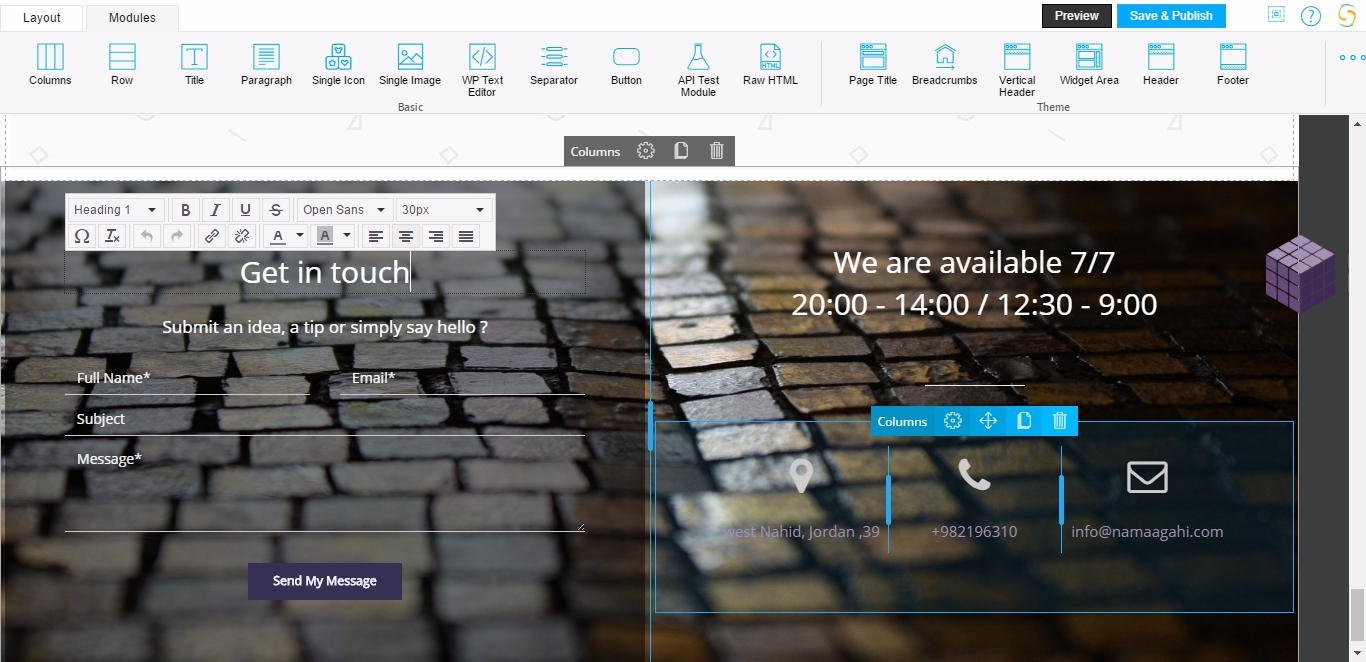 Layout Modules Preview Save & Publish ?
Columns Row Title Paragraph Single Icon Single Image WP Text Editor Separator Button API Test Module Raw HTML Page Title Breadcrumbs Vertical Header Widget Area Header Footer
Basic Theme
Columns
Heading 1 B I U S Open Sans 30px
Ω Tx A A
Get in touch
We are available 7/7
20:00 - 14:00 / 12:30 - 9:00
Submit an idea, a tip or simply say hello ?
Full Name* Email*
Subject
Columns
Message*
west Nahid, Jordan ,39 +982196310 info@namaagahi.com
Send My Message